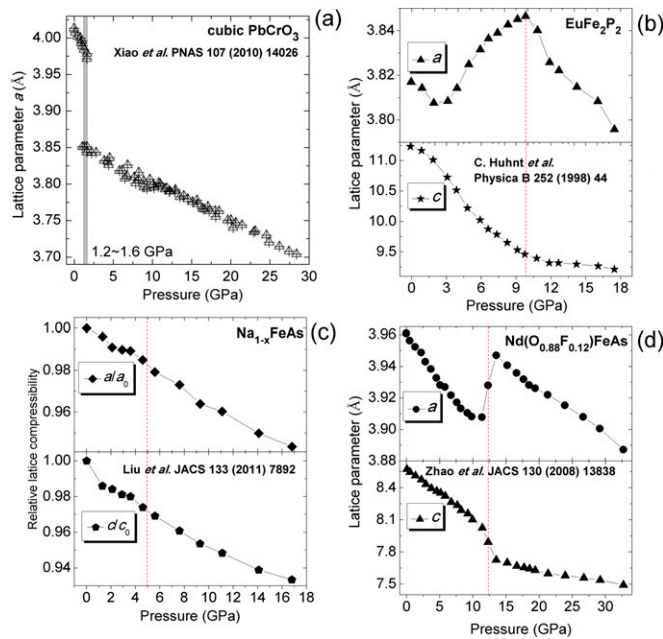 (a)
cubic PbCrO3
Xiao et al. PNAS 107 (2010) 14026
4.00
3.95
3.90
3.85
3.80
3.75
3.70
Lattice parameter a (Å)
1.2~1.6 GPa
0 5 10 15 20 25 30
Pressure (GPa)
(b)
EuFe2P2
3.84
3.82
3.80
a
Lattice parameter (Å)
C. Huhnt et al.
Physica B 252 (1998) 44
11.0
10.5
10.0
9.5
c
0 3 6 9 12 15 18
Pressure (GPa)
(c)
Na1-xFeAs
1.00
0.98
0.96
a/a0
Relative lattice compressibility
Liu et al. JACS 133 (2011) 7892
1.00
0.98
0.96
0.94
c/c0
0 2 4 6 8 10 12 14 16
Pressure (GPa)
(d)
Nd(O0.88F0.12)FeAs
3.96
3.94
3.92
3.90
3.88
a
Lattice parameter (Å)
Zhao et al. JACS 130 (2008) 13838
8.4
8.1
7.8
7.5
c
0 5 10 15 20 25 30
Pressure (GPa)